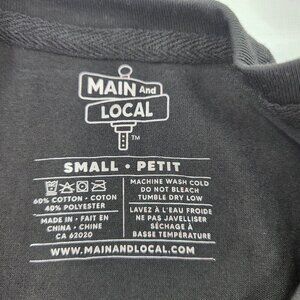 MAIN And
LOCAL
TM
SMALL • PETIT
60% COTTON • COTON
40% POLYESTER
MADE IN • FAIT EN
CHINA • CHINE
CA 62020
MACHINE WASH COLD
DO NOT BLEACH
TUMBLE DRY LOW
LAVEZ À L'EAU FROIDE
NE PAS JAVELLISER
SÉCHAGE À
BASSE TEMPÉRATURE
WWW.MAINANDLOCAL.COM